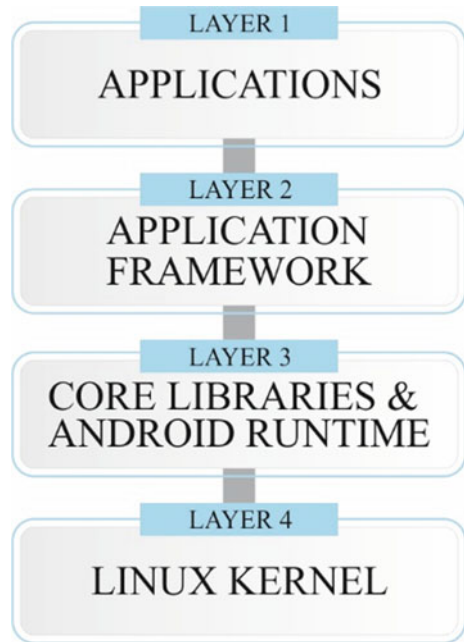 LAYER 1
APPLICATIONS
LAYER 2
APPLICATION
FRAMEWORK
LAYER 3
CORE LIBRARIES &
ANDROID RUNTIME
LAYER 4
LINUX KERNEL